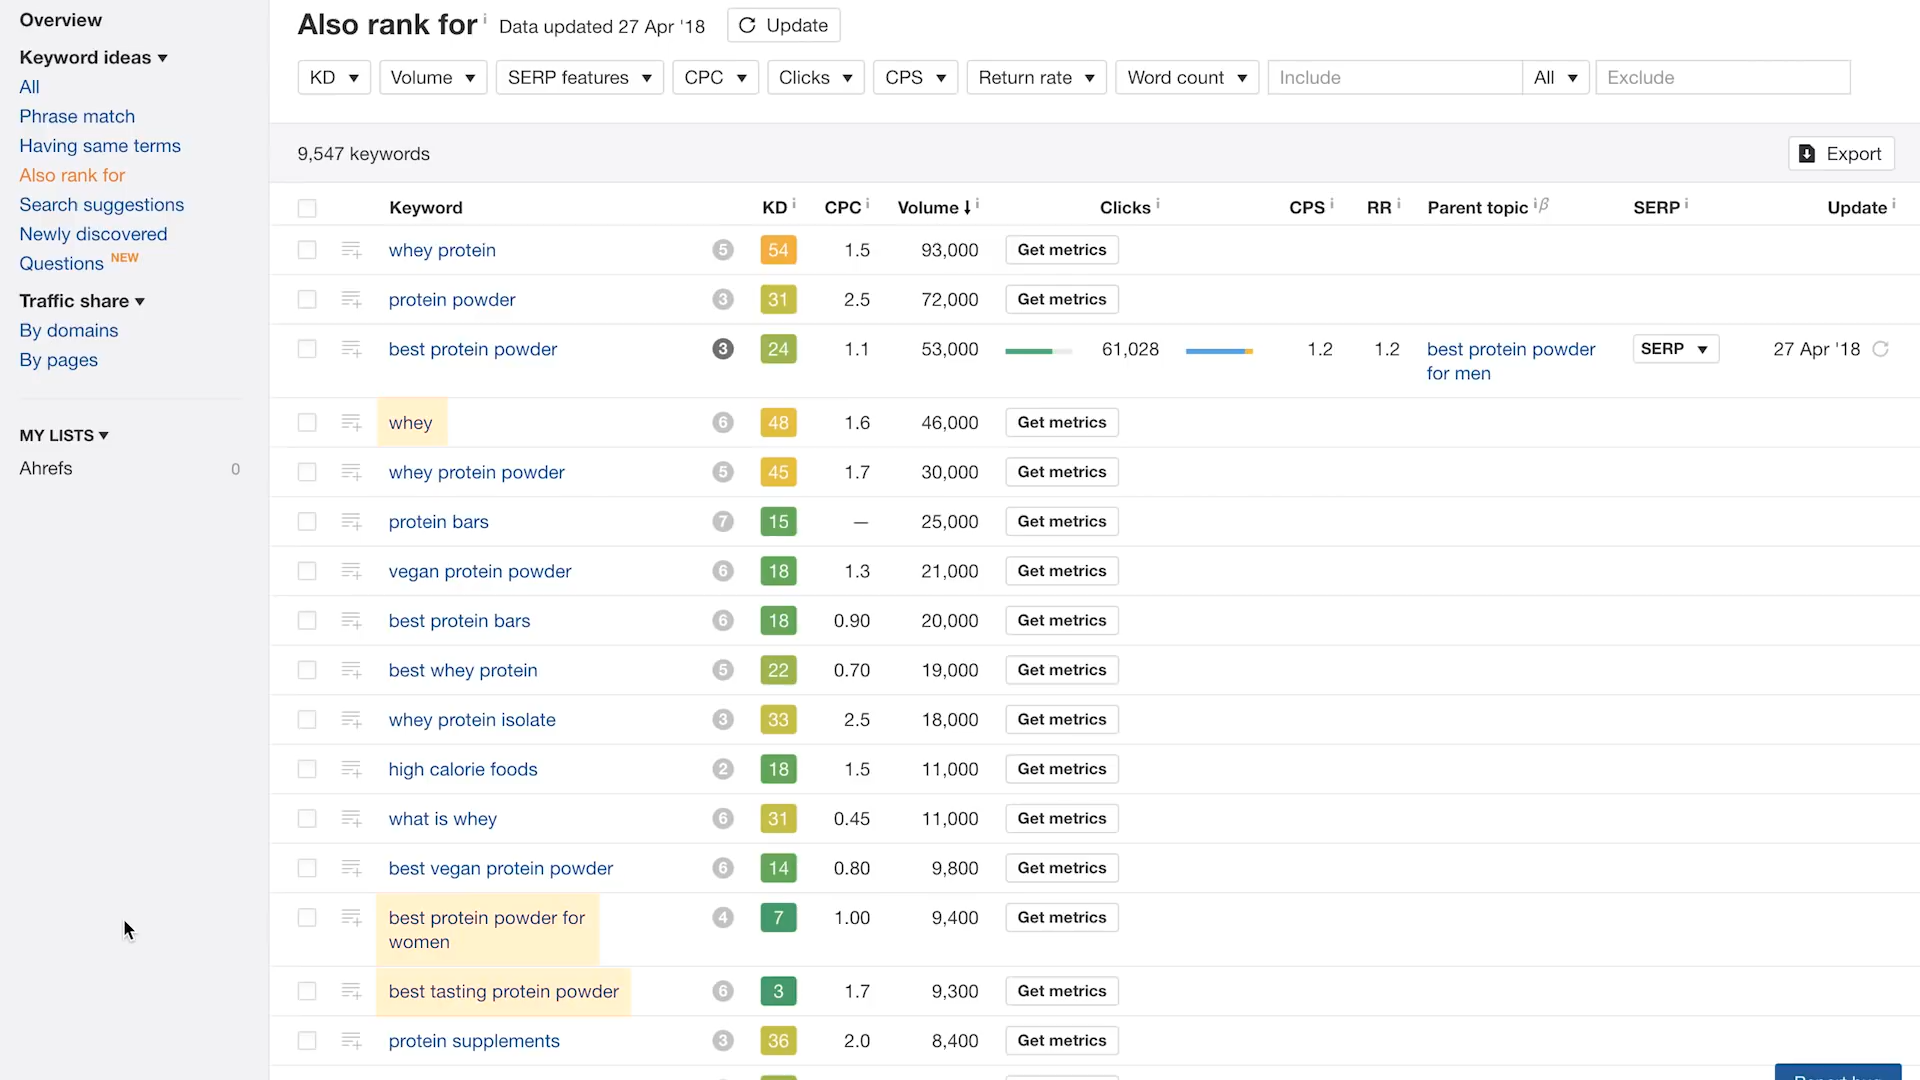 Overview
Keyword ideas
All
Phrase match
Having same terms
Also rank for
Search suggestions
Newly discovered
Questions NEW
Traffic share
By domains
By pages
MY LISTS
Ahrefs 0
Also rank for i Data updated 27 Apr '18 Update
KD Volume SERP features CPC Clicks CPS Return rate Word count Include All Exclude
9,547 keywords Export
Keyword KD i CPC i Volume i Clicks i CPS i RR i Parent topic i β SERP i Update i
whey protein 5 54 1.5 93,000 Get metrics
protein powder 3 31 2.5 72,000 Get metrics
best protein powder 3 24 1.1 53,000 61,028 1.2 1.2 best protein powder SERP 27 Apr '18
for men
whey 6 48 1.6 46,000 Get metrics
whey protein powder 5 45 1.7 30,000 Get metrics
protein bars 7 15 — 25,000 Get metrics
vegan protein powder 6 18 1.3 21,000 Get metrics
best protein bars 6 18 0.90 20,000 Get metrics
best whey protein 5 22 0.70 19,000 Get metrics
whey protein isolate 3 33 2.5 18,000 Get metrics
high calorie foods 2 18 1.5 11,000 Get metrics
what is whey 6 31 0.45 11,000 Get metrics
best vegan protein powder 6 14 0.80 9,800 Get metrics
best protein powder for 4 7 1.00 9,400 Get metrics
women
best tasting protein powder 6 3 1.7 9,300 Get metrics
protein supplements 3 36 2.0 8,400 Get metrics